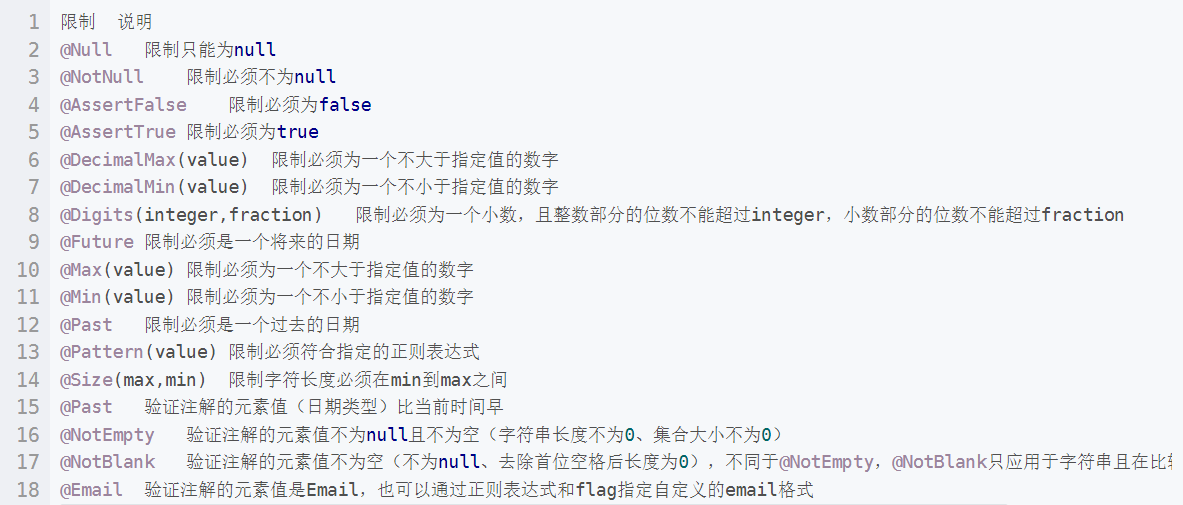 1 限制 说明
2 @Null 限制只能为null
3 @NotNull 限制必须不为null
4 @AssertFalse 限制必须为false
5 @AssertTrue 限制必须为true
6 @DecimalMax(value) 限制必须为一个不大于指定值的数字
7 @DecimalMin(value) 限制必须为一个不小于指定值的数字
8 @Digits(integer,fraction) 限制必须为一个小数，且整数部分的位数不能超过integer，小数部分的位数不能超过fraction
9 @Future 限制必须是一个将来的日期
10 @Max(value) 限制必须为一个不大于指定值的数字
11 @Min(value) 限制必须为一个不小于指定值的数字
12 @Past 限制必须是一个过去的日期
13 @Pattern(value) 限制必须符合指定的正则表达式
14 @Size(max,min) 限制字符长度必须在min到max之间
15 @Past 验证注解的元素值（日期类型）比当前时间早
16 @NotEmpty 验证注解的元素值不为null且不为空（字符串长度不为0、集合大小不为0）
17 @NotBlank 验证注解的元素值不为空（不为null、去除首位空格后长度为0），不同于@NotEmpty，@NotBlank只应用于字符串且在比
18 @Email 验证注解的元素值是Email，也可以通过正则表达式和flag指定自定义的email格式